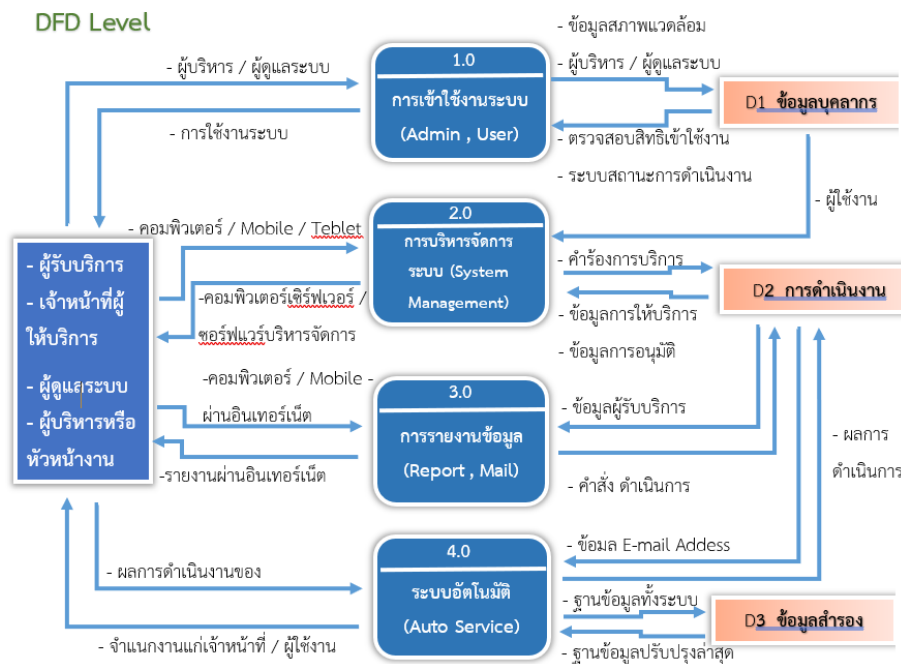 DFD Level
- ข้อมูลสภาพแวดล้อม
- ผู้บริหาร / ผู้ดูแลระบบ
1.0
การเข้าใช้งานระบบ
(Admin , User)
- ผู้บริหาร / ผู้ดูแลระบบ
D1 ข้อมูลบุคลากร
- การใช้งานระบบ
- ตรวจสอบสิทธิเข้าใช้งาน
- ระบบสถานะการดำเนินงาน
- ผู้ใช้งาน
- คอมพิวเตอร์ / Mobile / Teblet
2.0
การบริหารจัดการ
ระบบ (System
Management)
- คำร้องการบริการ
- ผู้รับบริการ
- เจ้าหน้าที่ผู้
ให้บริการ
- ผู้ดูแลระบบ
- ผู้บริหารหรือ
หัวหน้างาน
-คอมพิวเตอร์เซิร์ฟเวอร์ /
ซอร์ฟแวร์บริหารจัดการ
D2 การดำเนินงาน
- ข้อมูลการให้บริการ
- ข้อมูลการอนุมัติ
-คอมพิวเตอร์ / Mobile -
ผ่านอินเทอร์เน็ต
3.0
การรายงานข้อมูล
(Report , Mail)
- ข้อมูลผู้รับบริการ
- ผลการ
ดำเนินการ
-รายงานผ่านอินเทอร์เน็ต
- คำสั่ง ดำเนินการ
4.0
ระบบอัตโนมัติ
(Auto Service)
- ข้อมล E-mail Addess
- ผลการดำเนินงานของ
- ฐานข้อมูลทั้งระบบ
D3 ข้อมูลสำรอง
- จำแนกงานแก่เจ้าหน้าที่ / ผู้ใช้งาน
- ฐานข้อมูลปรับปรุงล่าสุด